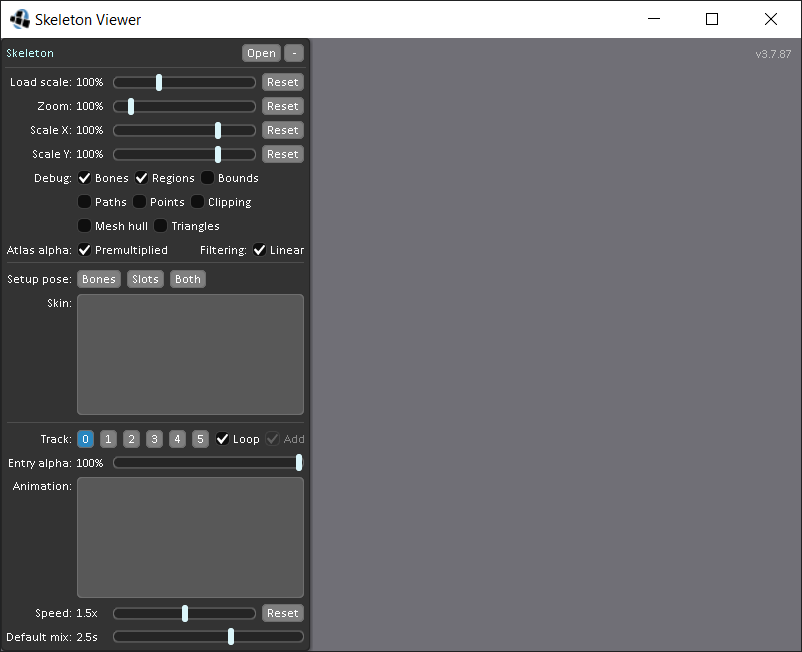 Skeleton Viewer
Skeleton Open -
v3.7.87
Load scale: 100% Reset
Zoom: 100% Reset
Scale X: 100% Reset
Scale Y: 100% Reset
Debug: Bones Regions Bounds
Paths Points Clipping
Mesh hull Triangles
Atlas alpha: Premultiplied Filtering: Linear
Setup pose: Bones Slots Both
Skin:
Track: 0 1 2 3 4 5 Loop Add
Entry alpha: 100%
Animation:
Speed: 1.5x Reset
Default mix: 2.5s